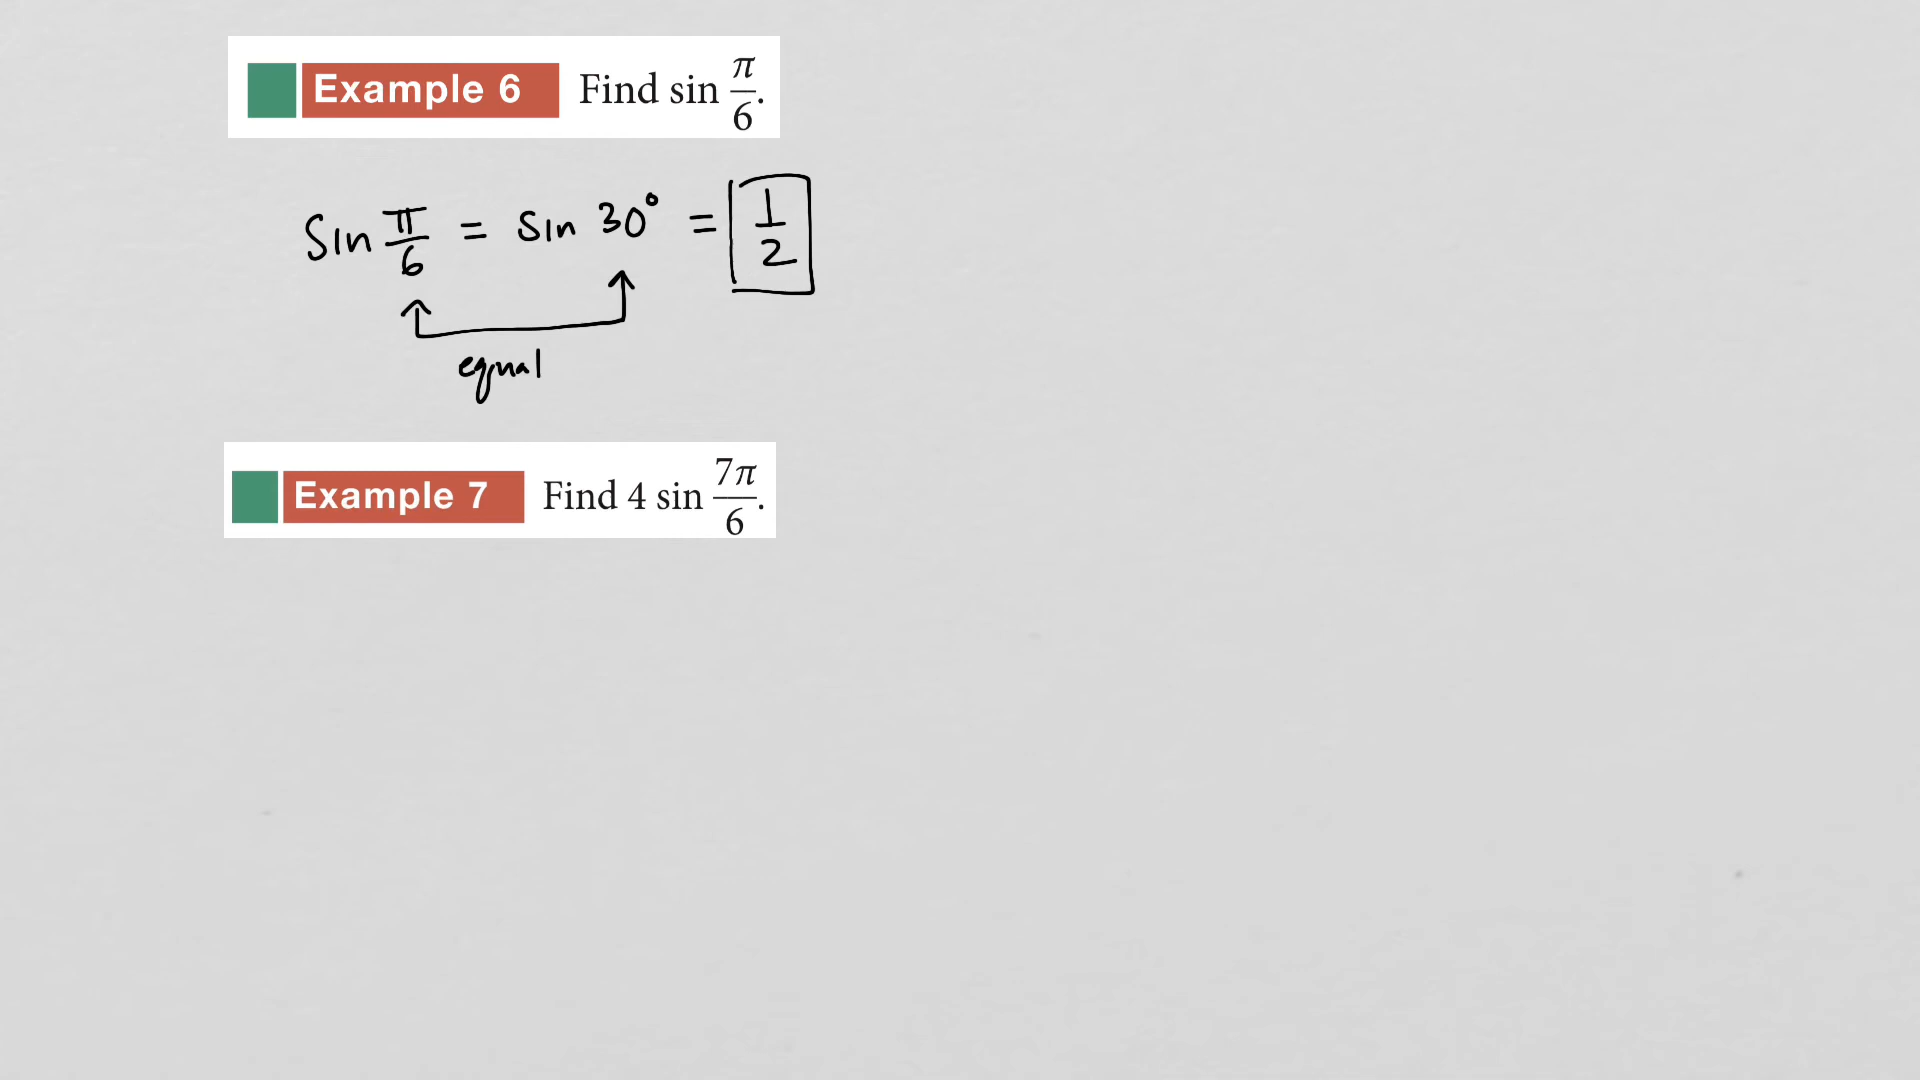 Example 6 Find sin π/6.
Sin π/6 = Sin 30° = 1/2
equal
Example 7 Find 4 sin 7π/6.